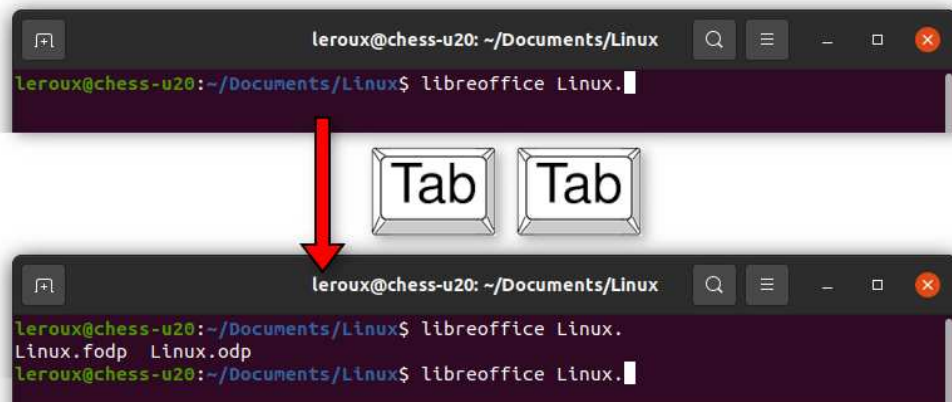 leroux@chess-u20: ~/Documents/Linux
leroux@chess-u20:~/Documents/Linux$ libreoffice Linux.
Tab Tab
leroux@chess-u20: ~/Documents/Linux
leroux@chess-u20:~/Documents/Linux$ libreoffice Linux.
Linux.fodp  Linux.odp
leroux@chess-u20:~/Documents/Linux$ libreoffice Linux.